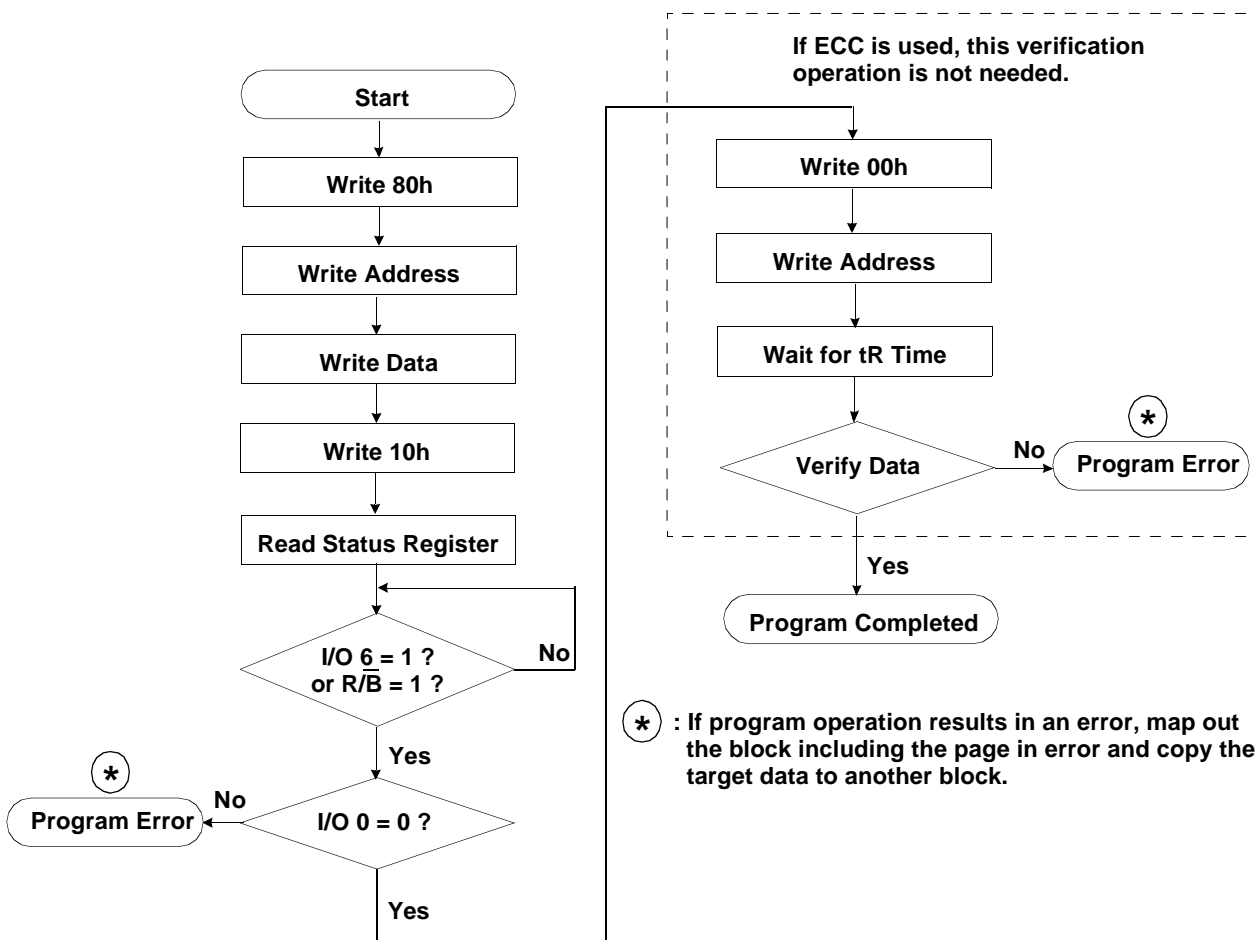 Start
Write 80h
Write Address
Write Data
Write 10h
Read Status Register
I/O 6 = 1 ?
or R/B̅ = 1 ?
No
Yes
*
No
Program Error
I/O 0 = 0 ?
Yes
If ECC is used, this verification
operation is not needed.
Write 00h
Write Address
Wait for tR Time
*
Verify Data
No
Program Error
Yes
Program Completed
* : If program operation results in an error, map out
the block including the page in error and copy the
target data to another block.